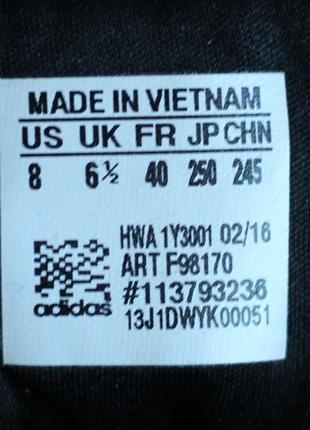 MADE IN VIETNAM
US UK FR JP CHN
8 6½ 40 250 245
HWA 1Y3001 02/16
ART F98170
#113793236
adidas
13J1DWYK00051